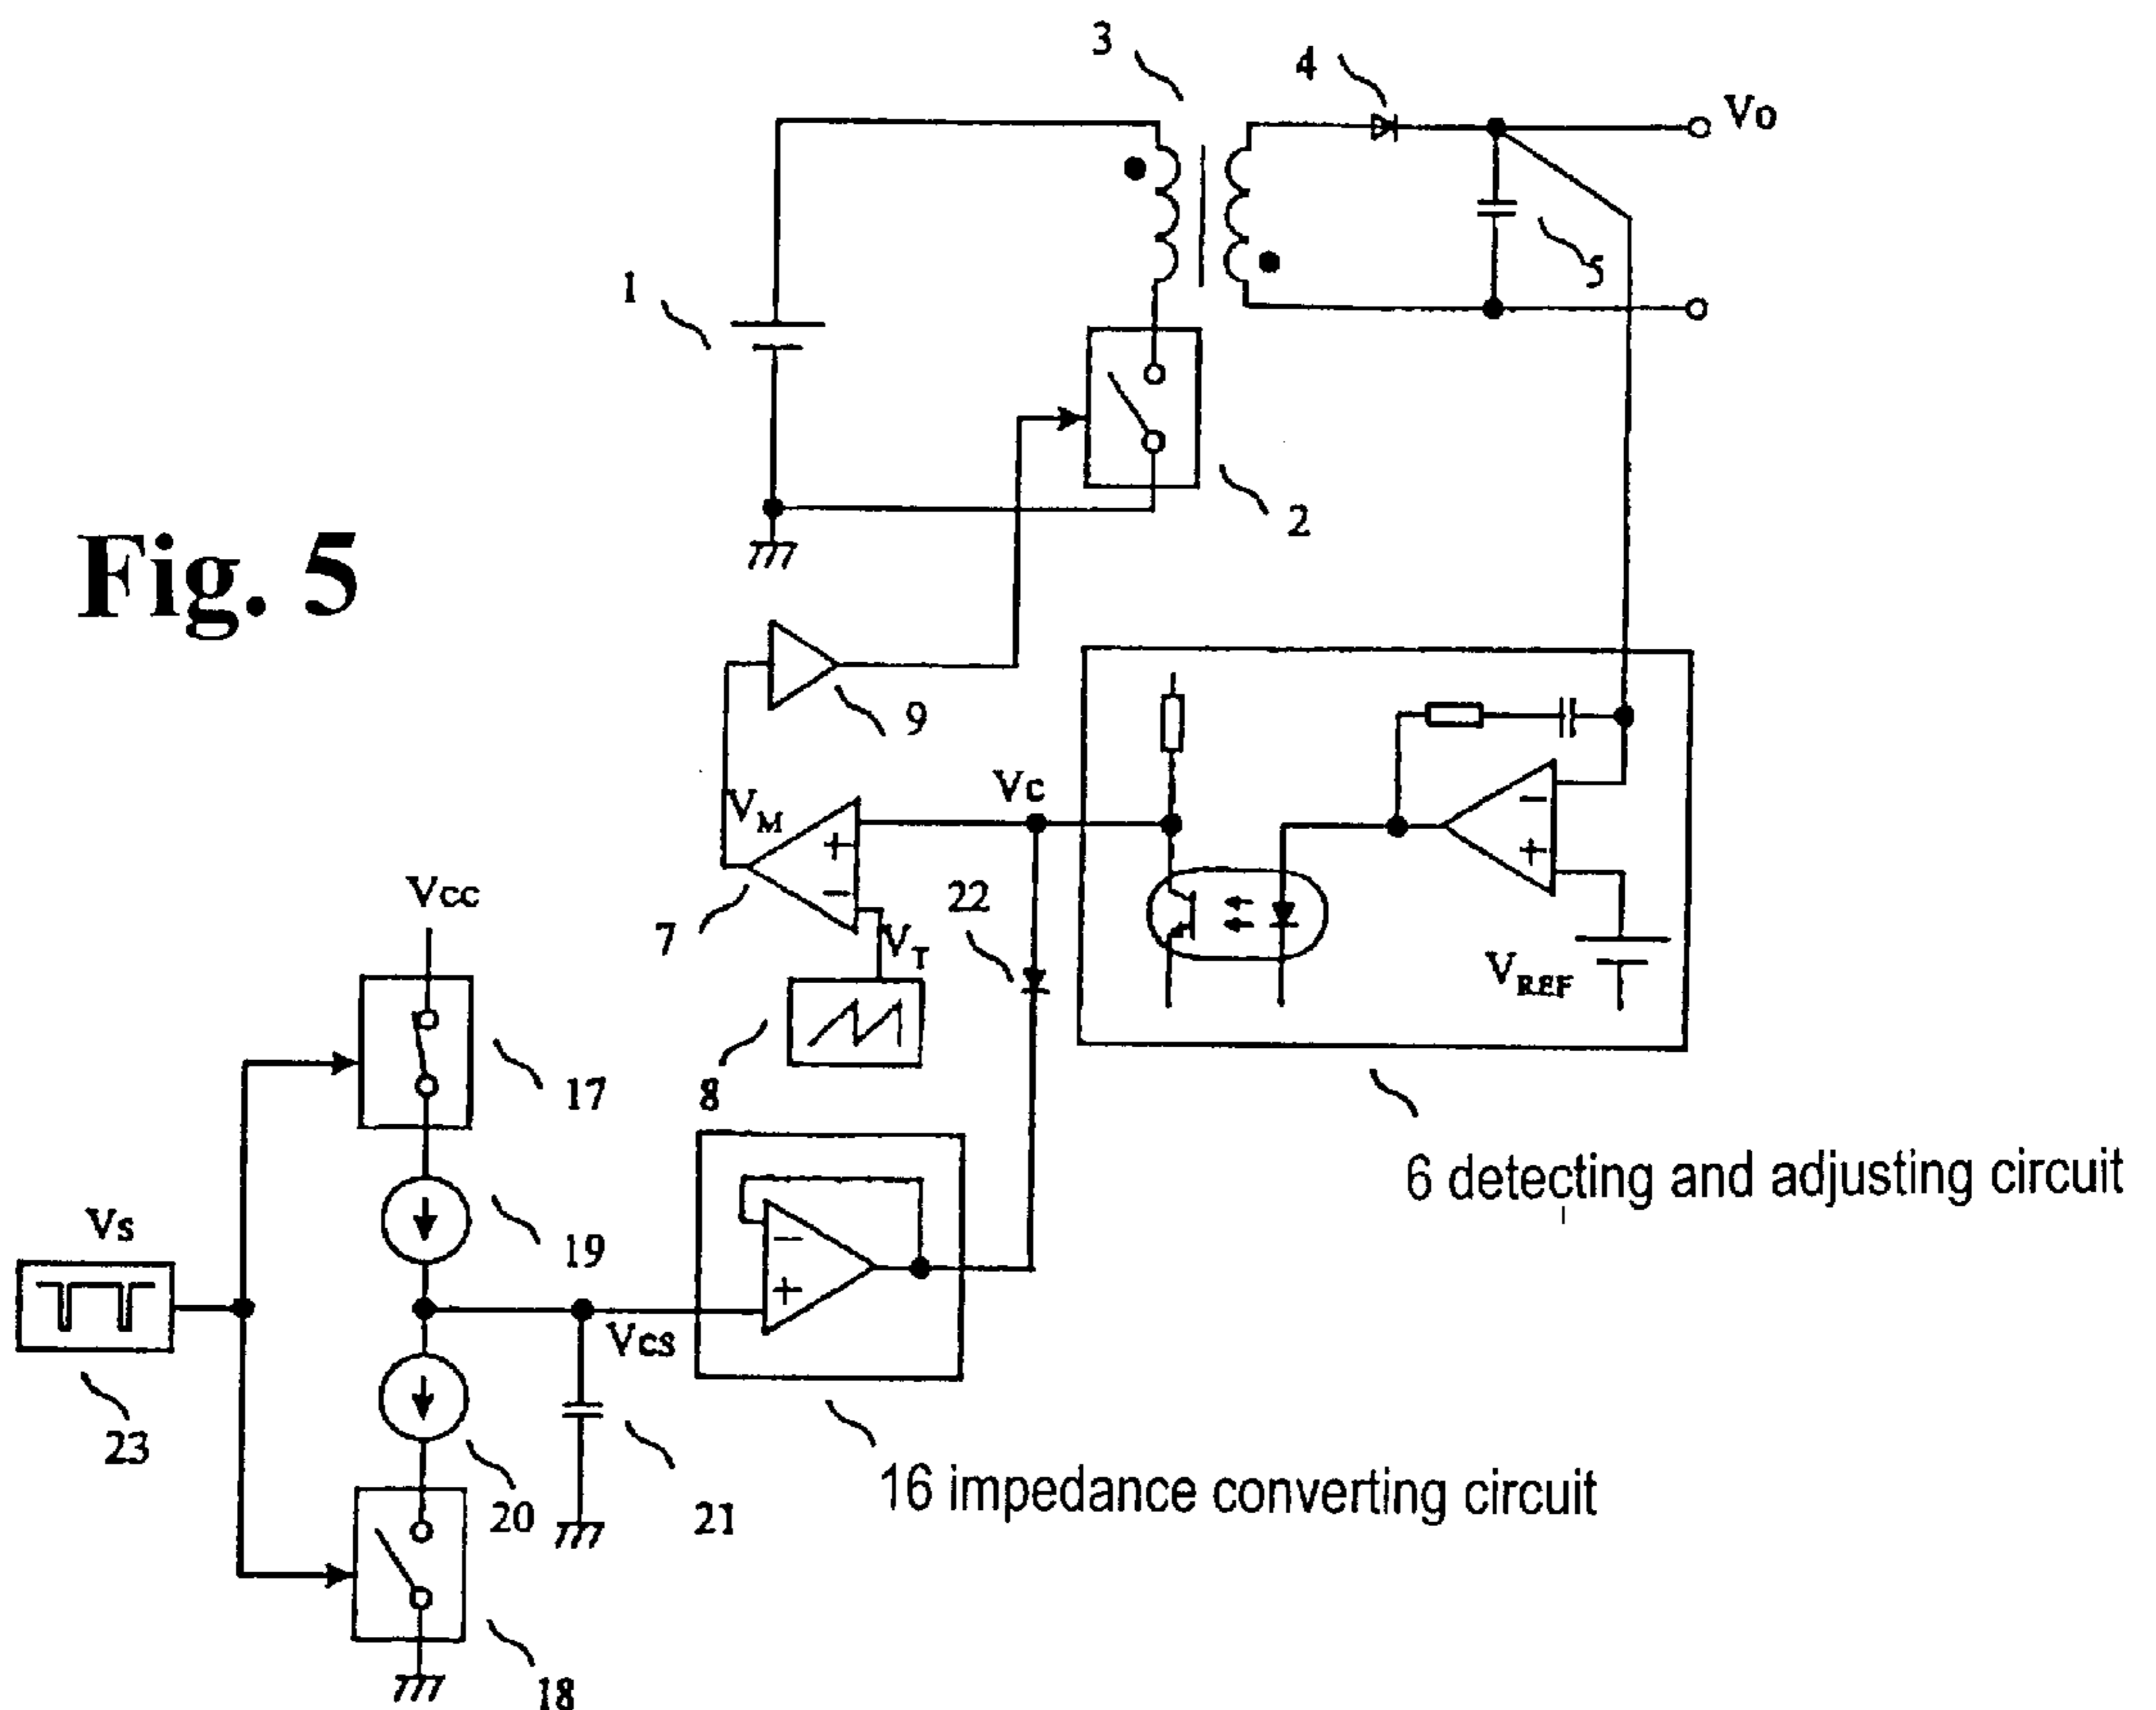 3
4
Vo
5
1
2
Fig. 5
9
Vc
VM
22
7
VT
VREF
Vcc
17
8
6 detecting and adjusting circuit
Vs
19
Vcs
23
20
21
16 impedance converting circuit
18